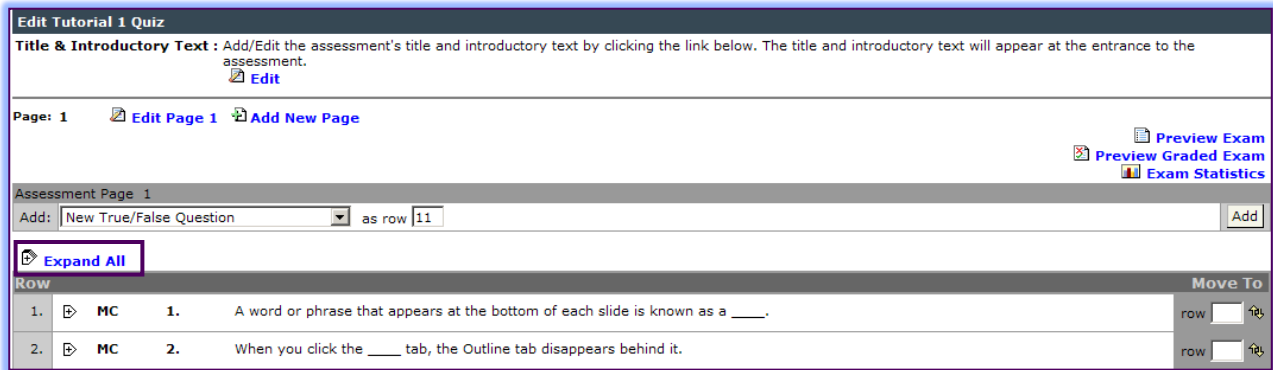 Edit Tutorial 1 Quiz
Title & Introductory Text : Add/Edit the assessment's title and introductory text by clicking the link below. The title and introductory text will appear at the entrance to the
assessment.
Edit
Page: 1 Edit Page 1 Add New Page
Preview Exam
Preview Graded Exam
Exam Statistics
Assessment Page 1
Add: New True/False Question as row 11 Add
Expand All
Row Move To
1. MC 1. A word or phrase that appears at the bottom of each slide is known as a ____. row
2. MC 2. When you click the ____ tab, the Outline tab disappears behind it. row